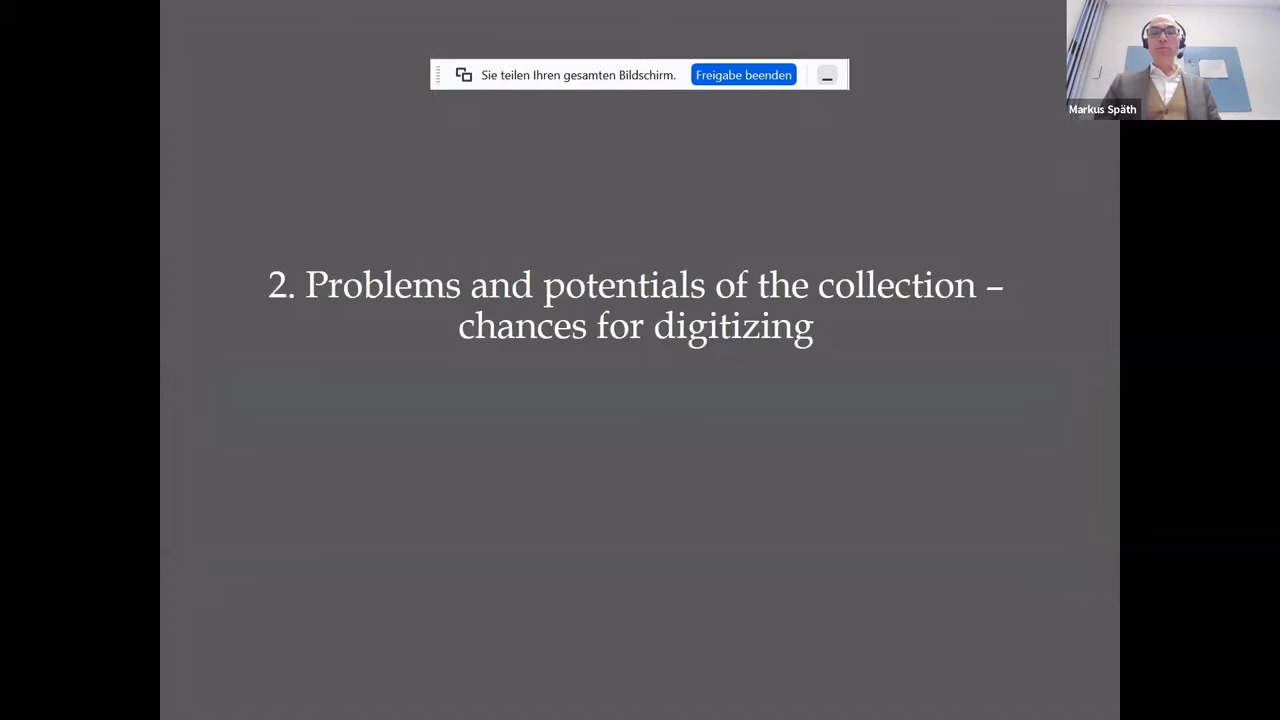 Sie teilen Ihren gesamten Bildschirm. Freigabe beenden
Markus Späth
2. Problems and potentials of the collection –
chances for digitizing